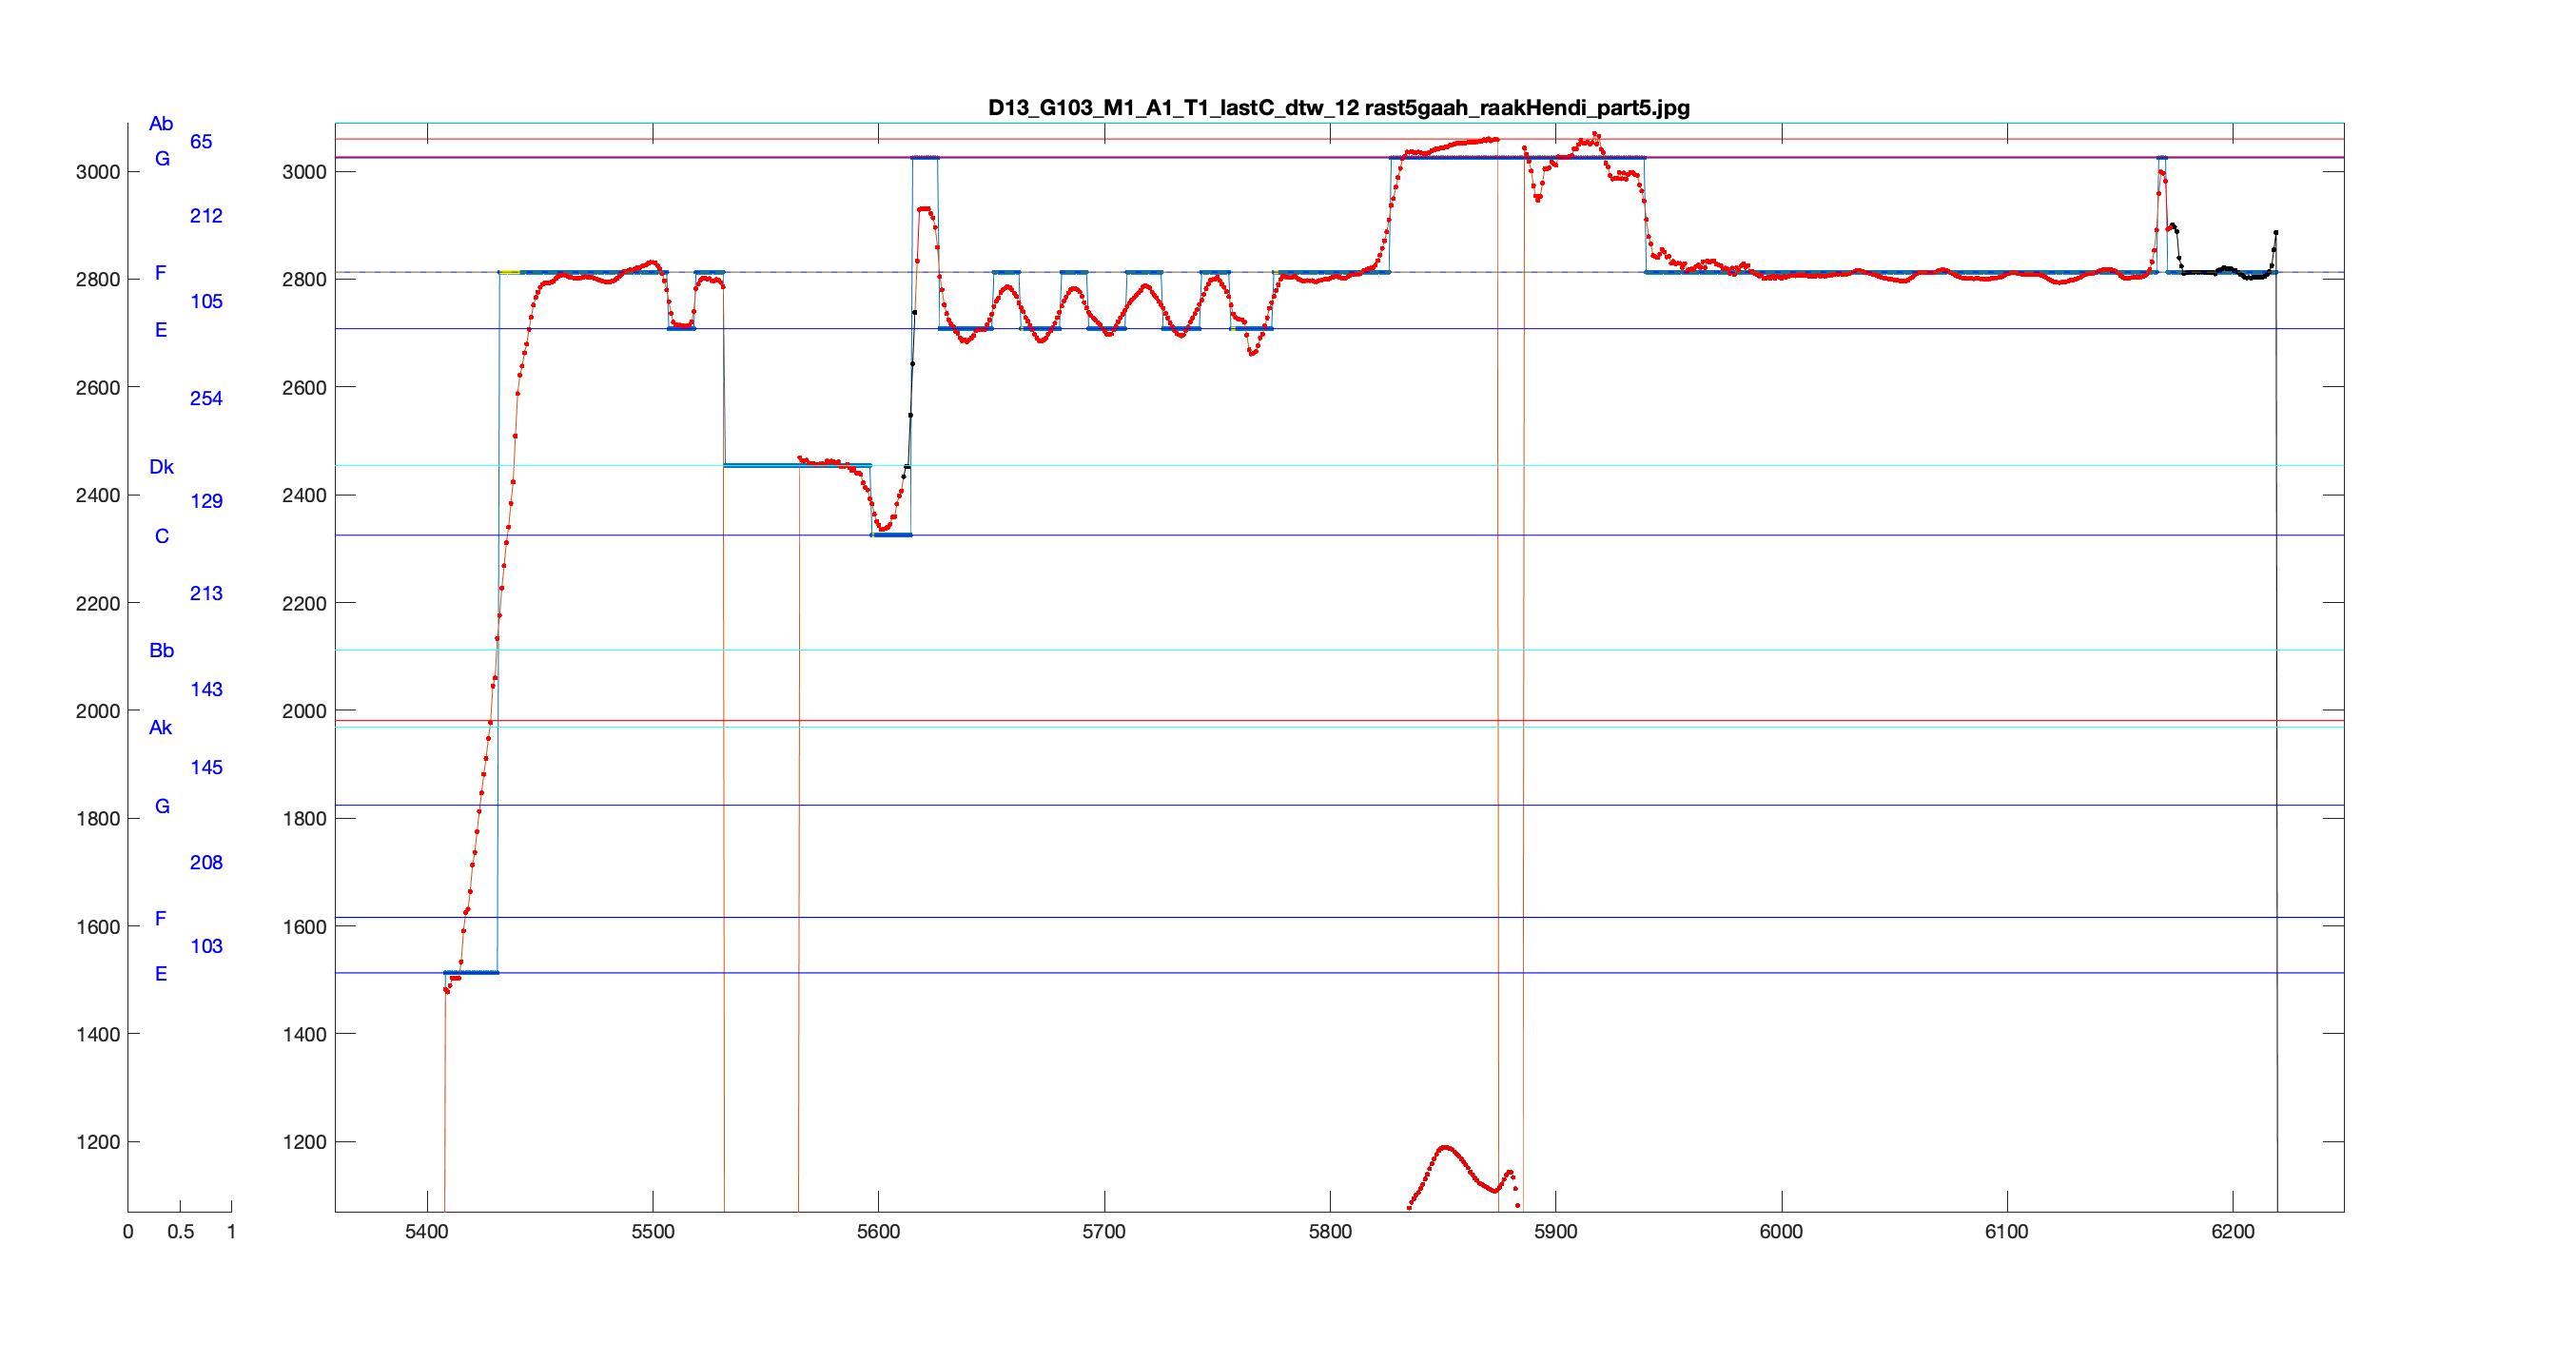 D13_G103_M1_A1_T1_lastC_dtw_12 rast5gaah_raakHendi_part5.jpg
Ab
65
G
3000 3000
212
F
2800 2800
105
E
2600 2600
254
Dk
2400 2400
129
C
213
2200 2200
Bb
143
2000 2000
Ak
145
G
1800 1800
208
F
1600 1600
103
E
1400 1400
1200 1200
0 0.5 1 5400 5500 5600 5700 5800 5900 6000 6100 6200